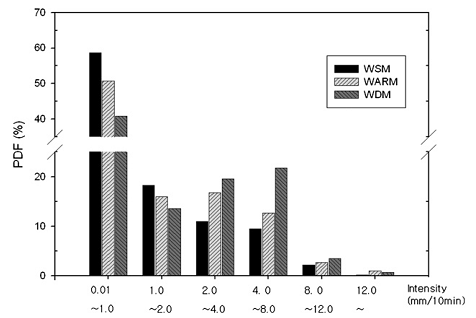 70
60
50
40
20
10
0
PDF (%)
WSM
WARM
WDM
0.01 1.0 2.0 4. 0 8. 0 12.0 Intensity
(mm/10min)
~1.0 ~2.0 ~4.0 ~8.0 ~12.0 ~